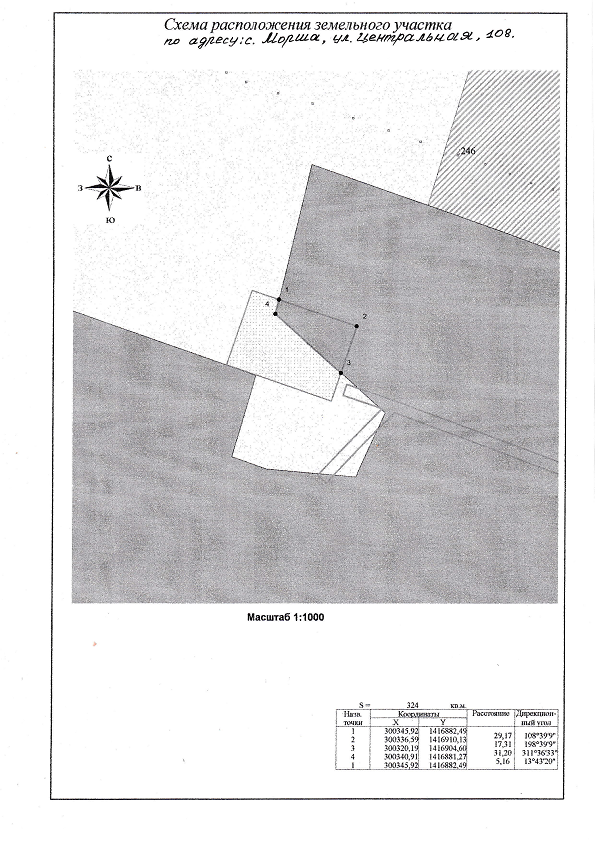 Схема расположения земельного участка
по адресу: с. Морша, ул. Центральная, 108.
246
С
З
В
Ю
1
4
2
3
Масштаб 1:1000
S = 324 кв.м.
Назв. точки Координаты Расстояние Дирекцион-ный угол
X Y
1 300345,92 1416882,49
29,17 108°39'9"
2 300336,59 1416910,13
17,31 198°39'9"
3 300320,19 1416904,60
31,20 311°36'33"
4 300340,91 1416881,27
5,16 13°43'20"
1 300345,92 1416882,49